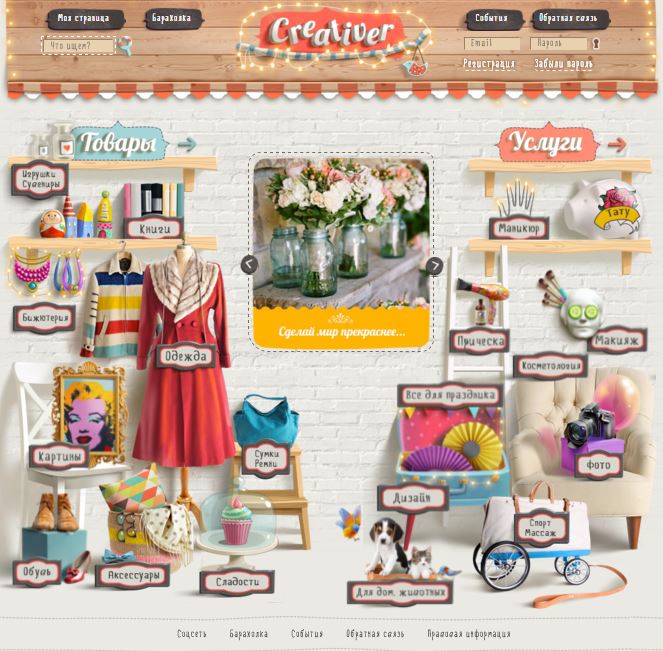 Моя страница
Барахолка
Creativer
События
Обратная связь
Что ищем?
Email
Пароль
Регистрация
Забыли пароль
Товары
Услуги
Игрушки
Сувениры
Книги
Маникюр
Тату
Бижутерия
Одежда
Сделай мир прекраснее...
Прическа
Макияж
Косметология
Все для праздника
Картины
Сумки
Ремни
Фото
Дизайн
Спорт
Массаж
Обувь
Аксессуары
Сладости
Для дом. животных
Соцсеть
Барахолка
События
Обратная связь
Правовая информация